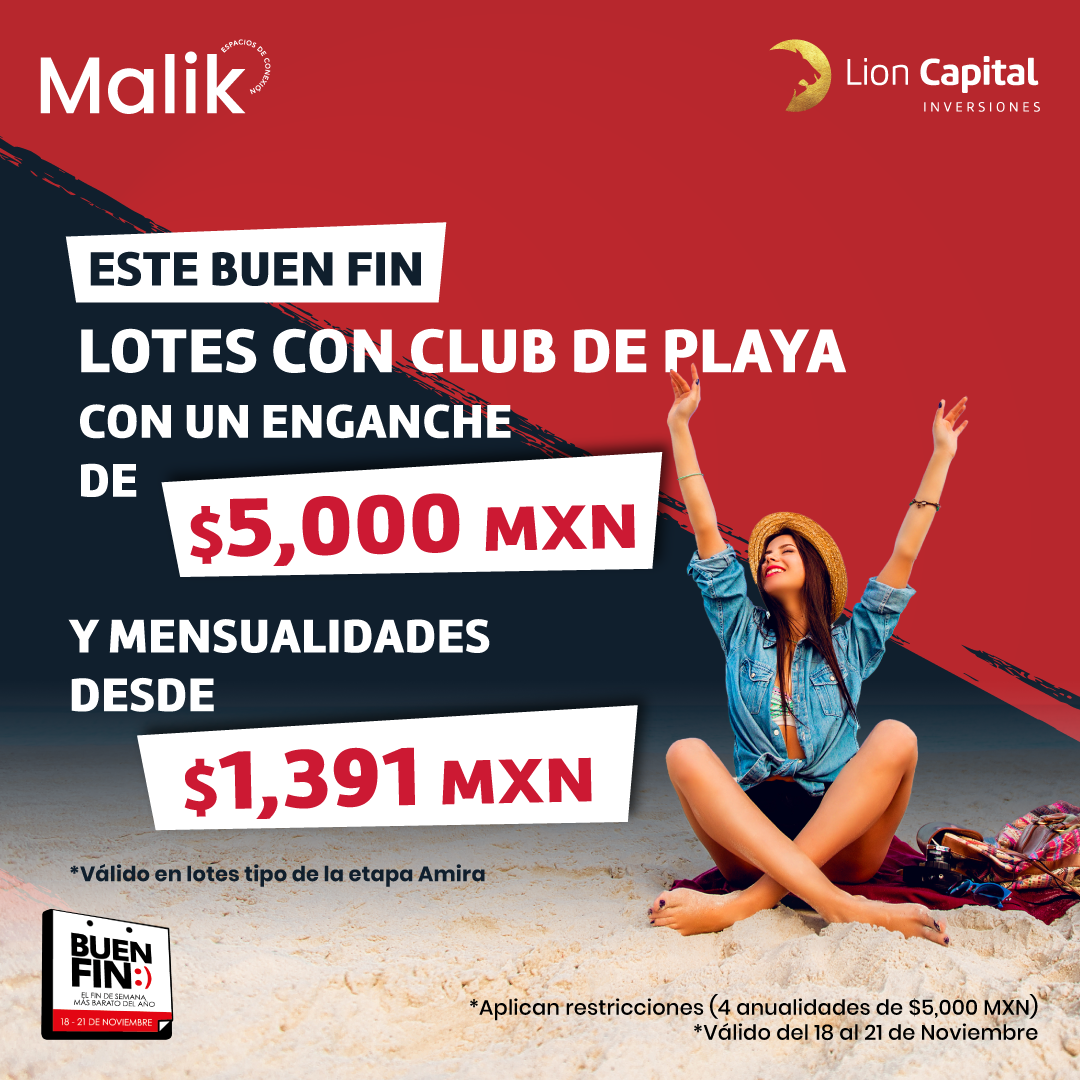 Malik
ESPACIOS DE CONEXIÓN
Lion Capital
INVERSIONES
ESTE BUEN FIN
LOTES CON CLUB DE PLAYA
CON UN ENGANCHE
DE
$5,000 MXN
Y MENSUALIDADES
DESDE
$1,391 MXN
*Válido en lotes tipo de la etapa Amira
BUEN
FIN:)
EL FIN DE SEMANA
MÁS BARATO DEL AÑO
18 - 21 DE NOVIEMBRE
*Aplican restricciones (4 anualidades de $5,000 MXN)
*Válido del 18 al 21 de Noviembre